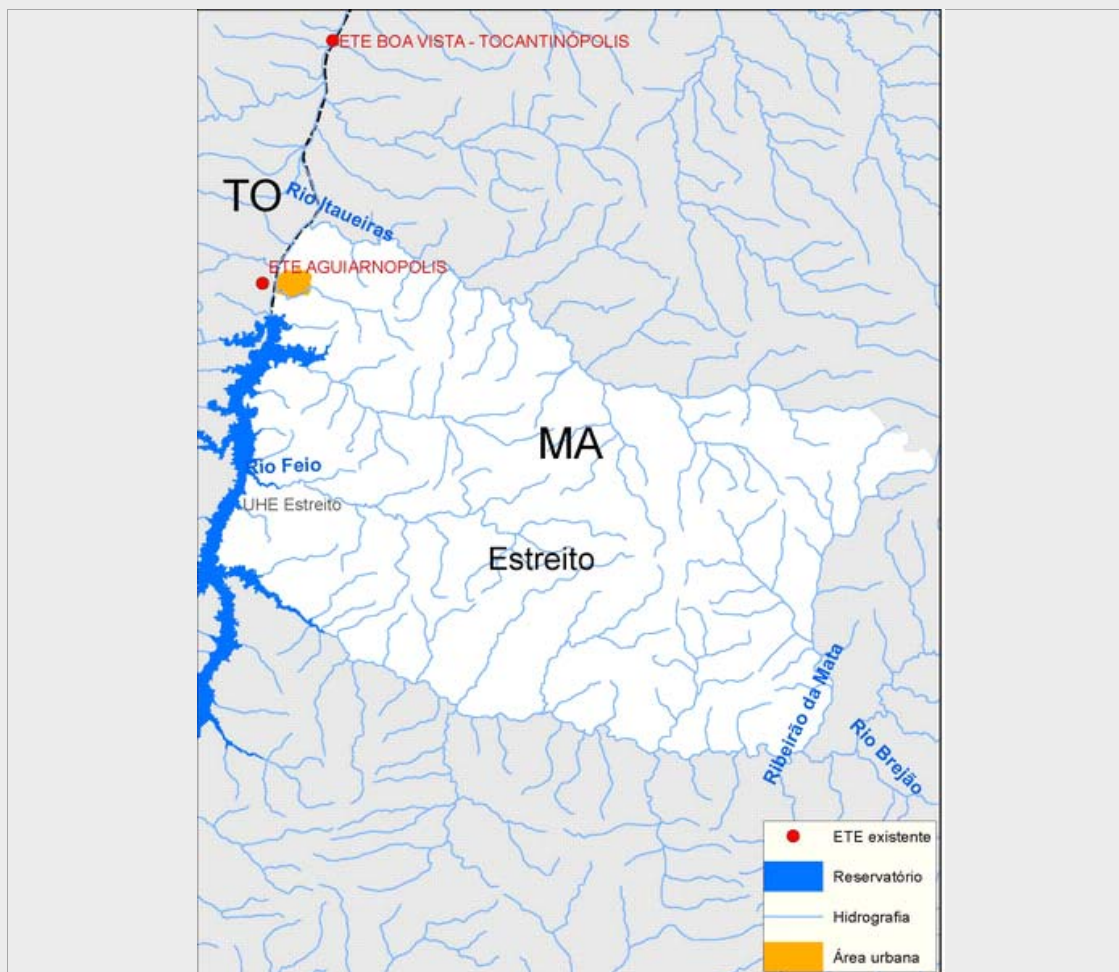 ETE BOA VISTA - TOCANTINÓPOLIS
TO
Rio Itaueiras
ETE AGUIARNOPOLIS
MA
Rio Feio
UHE Estreito
Estreito
Ribeirão da Mata
Rio Brejão
ETE existente
Reservatório
Hidrografia
Área urbana